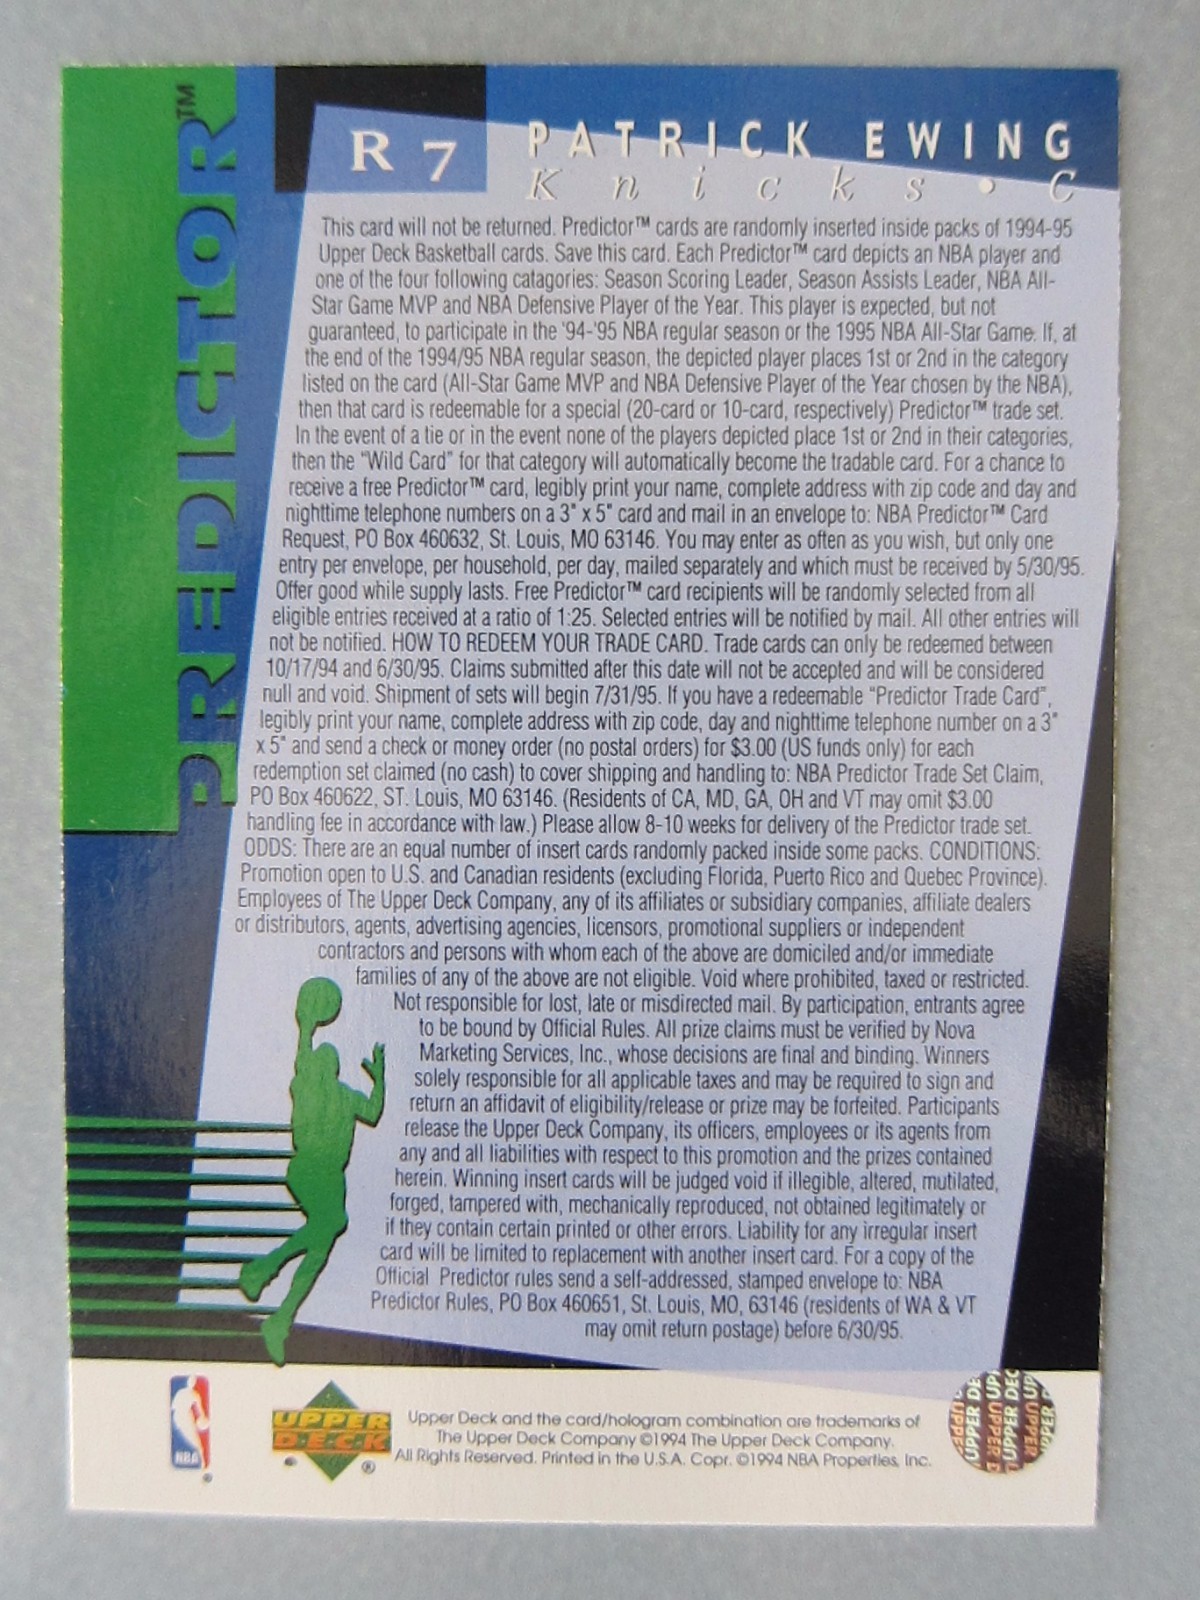 PREDICTOR™
R 7
PATRICK EWING
Knicks • C
This card will not be returned. Predictor™ cards are randomly inserted inside packs of 1994-95
Upper Deck Basketball cards. Save this card. Each Predictor™ card depicts an NBA player and
one of the four following catagories: Season Scoring Leader, Season Assists Leader, NBA All-
Star Game MVP and NBA Defensive Player of the Year. This player is expected, but not
guaranteed, to participate in the '94-'95 NBA regular season or the 1995 NBA All-Star Game. If, at
the end of the 1994/95 NBA regular season, the depicted player places 1st or 2nd in the category
listed on the card (All-Star Game MVP and NBA Defensive Player of the Year chosen by the NBA),
then that card is redeemable for a special (20-card or 10-card, respectively) Predictor™ trade set.
In the event of a tie or in the event none of the players depicted place 1st or 2nd in their categories,
then the "Wild Card" for that category will automatically become the tradable card. For a chance to
receive a free Predictor™ card, legibly print your name, complete address with zip code and day and
nighttime telephone numbers on a 3" x 5" card and mail in an envelope to: NBA Predictor™ Card
Request, PO Box 460632, St. Louis, MO 63146. You may enter as often as you wish, but only one
entry per envelope, per household, per day, mailed separately and which must be received by 5/30/95.
Offer good while supply lasts. Free Predictor™ card recipients will be randomly selected from all
eligible entries received at a ratio of 1:25. Selected entries will be notified by mail. All other entries will
not be notified. HOW TO REDEEM YOUR TRADE CARD. Trade cards can only be redeemed between
10/17/94 and 6/30/95. Claims submitted after this date will not be accepted and will be considered
null and void. Shipment of sets will begin 7/31/95. If you have a redeemable "Predictor Trade Card",
legibly print your name, complete address with zip code, day and nighttime telephone number on a 3"
x 5" and send a check or money order (no postal orders) for $3.00 (US funds only) for each
redemption set claimed (no cash) to cover shipping and handling to: NBA Predictor Trade Set Claim,
PO Box 460622, ST. Louis, MO 63146. (Residents of CA, MD, GA, OH and VT may omit $3.00
handling fee in accordance with law.) Please allow 8-10 weeks for delivery of the Predictor trade set.
ODDS: There are an equal number of insert cards randomly packed inside some packs. CONDITIONS:
Promotion open to U.S. and Canadian residents (excluding Florida, Puerto Rico and Quebec Province).
Employees of The Upper Deck Company, any of its affiliates or subsidiary companies, affiliate dealers
or distributors, agents, advertising agencies, licensors, promotional suppliers or independent
contractors and persons with whom each of the above are domiciled and/or immediate
families of any of the above are not eligible. Void where prohibited, taxed or restricted.
Not responsible for lost, late or misdirected mail. By participation, entrants agree
to be bound by Official Rules. All prize claims must be verified by Nova
Marketing Services, Inc., whose decisions are final and binding. Winners
solely responsible for all applicable taxes and may be required to sign and
return an affidavit of eligibility/release or prize may be forfeited. Participants
release the Upper Deck Company, its officers, employees or its agents from
any and all liabilities with respect to this promotion and the prizes contained
herein. Winning insert cards will be judged void if illegible, altered, mutilated,
forged, tampered with, mechanically reproduced, not obtained legitimately or
if they contain certain printed or other errors. Liability for any irregular insert
card will be limited to replacement with another insert card. For a copy of the
Official Predictor rules send a self-addressed, stamped envelope to: NBA
Predictor Rules, PO Box 460651, St. Louis, MO, 63146 (residents of WA & VT
may omit return postage) before 6/30/95.
NBA ®
UPPER
DECK ®
Upper Deck and the card/hologram combination are trademarks of
The Upper Deck Company ©1994 The Upper Deck Company.
All Rights Reserved. Printed in the U.S.A. Copr. ©1994 NBA Properties, Inc.
UPPER DECK